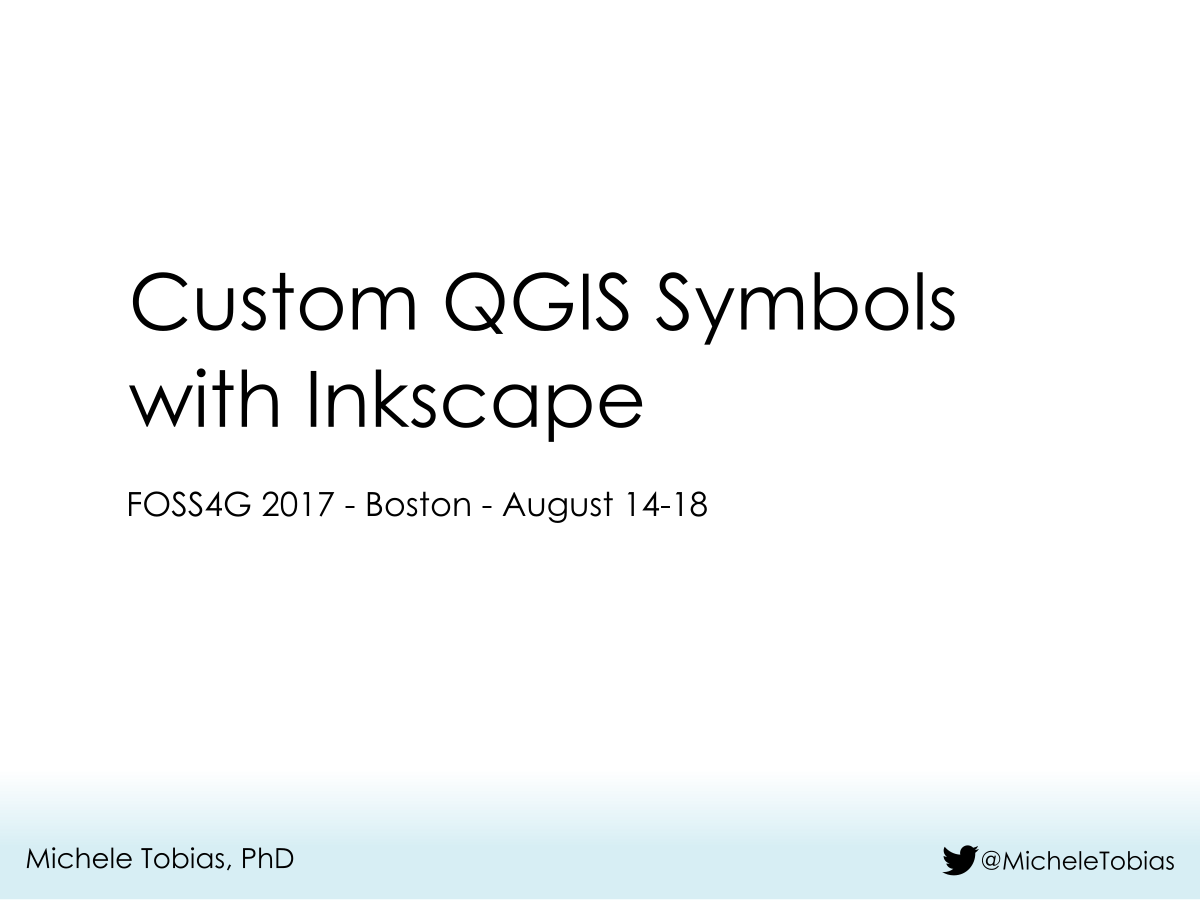 Custom QGIS Symbols
with Inkscape
FOSS4G 2017 - Boston - August 14-18
Michele Tobias, PhD
@MicheleTobias